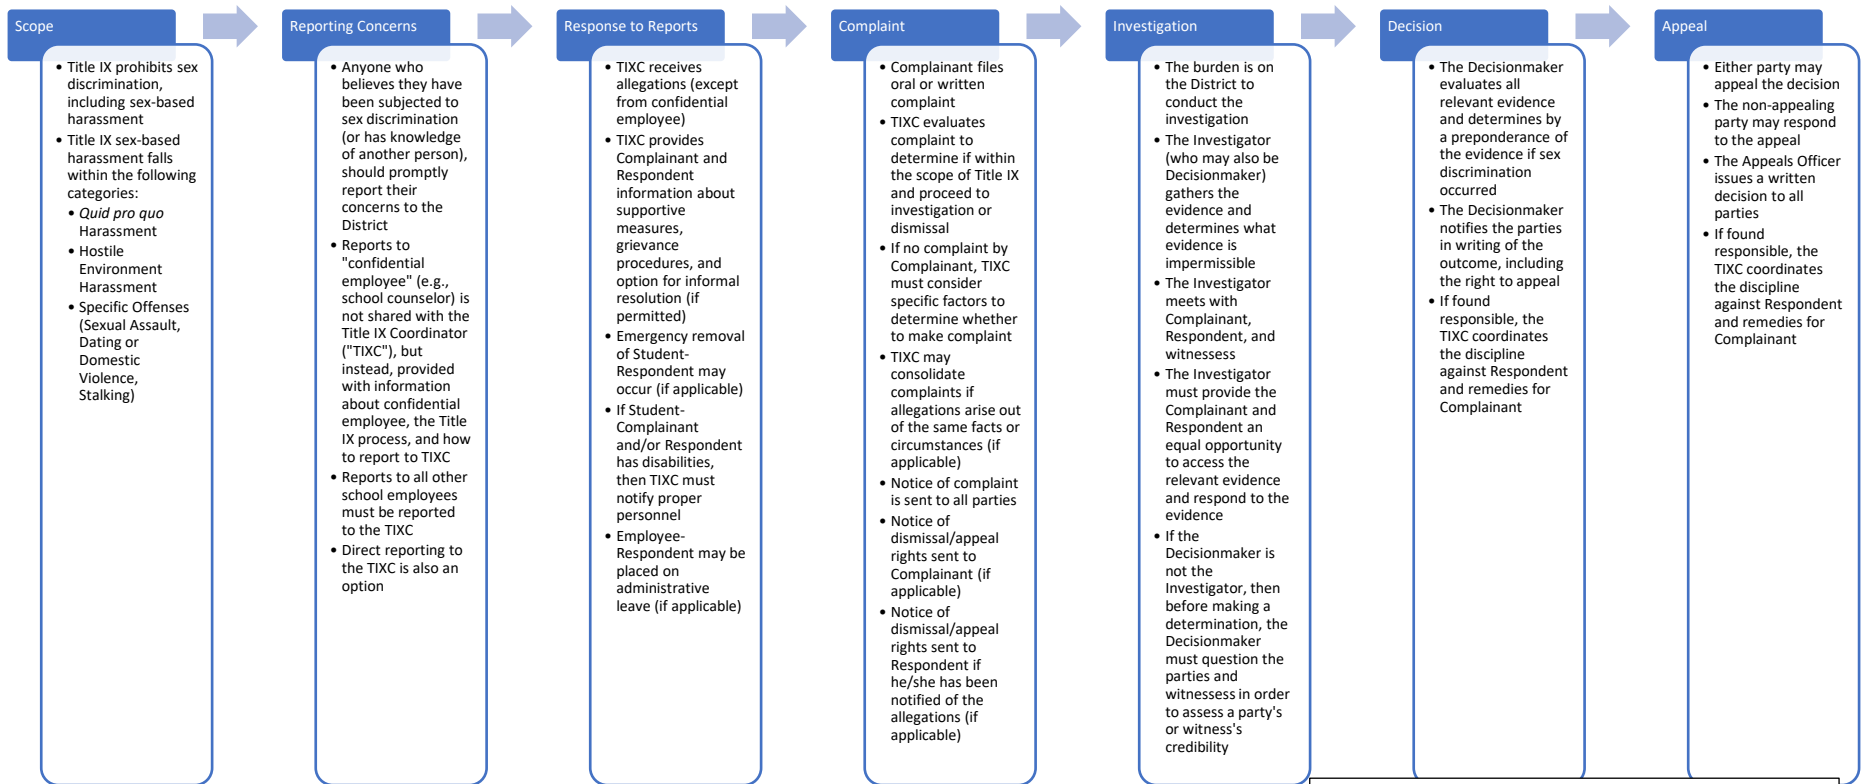 Scope
• Title IX prohibits sex
discrimination,
including sex-based
harassment
• Title IX sex-based
harassment falls
within the following
categories:
• Quid pro quo
Harassment
• Hostile
Environment
Harassment
• Specific Offenses
(Sexual Assault,
Dating or
Domestic
Violence,
Stalking)
Reporting Concerns
• Anyone who
believes they have
been subjected to
sex discrimination
(or has knowledge
of another person),
should promptly
report their
concerns to the
District
• Reports to
"confidential
employee" (e.g.,
school counselor) is
not shared with the
Title IX Coordinator
("TIXC"), but
instead, provided
with information
about confidential
employee, the Title
IX process, and how
to report to TIXC
• Reports to all other
school employees
must be reported
to the TIXC
• Direct reporting to
the TIXC is also an
option
Response to Reports
• TIXC receives
allegations (except
from confidential
employee)
• TIXC provides
Complainant and
Respondent
information about
supportive
measures,
grievance
procedures, and
option for informal
resolution (if
permitted)
• Emergency removal
of Student-
Respondent may
occur (if applicable)
• If Student-
Complainant
and/or Respondent
has disabilities,
then TIXC must
notify proper
personnel
• Employee-
Respondent may be
placed on
administrative
leave (if applicable)
Complaint
• Complainant files
oral or written
complaint
• TIXC evaluates
complaint to
determine if within
the scope of Title IX
and proceed to
investigation or
dismissal
• If no complaint by
Complainant, TIXC
must consider
specific factors to
determine whether
to make complaint
• TIXC may
consolidate
complaints if
allegations arise out
of the same facts or
circumstances (if
applicable)
• Notice of complaint
is sent to all parties
• Notice of
dismissal/appeal
rights sent to
Complainant (if
applicable)
• Notice of
dismissal/appeal
rights sent to
Respondent if
he/she has been
notified of the
allegations (if
applicable)
Investigation
• The burden is on
the District to
conduct the
investigation
• The Investigator
(who may also be
Decisionmaker)
gathers the
evidence and
determines what
evidence is
impermissible
• The Investigator
meets with
Complainant,
Respondent, and
witnessess
• The Investigator
must provide the
Complainant and
Respondent an
equal opportunity
to access the
relevant evidence
and respond to the
evidence
• If the
Decisionmaker is
not the
Investigator, then
before making a
determination, the
Decisionmaker
must question the
parties and
witnessess in order
to assess a party's
or witness's
credibility
Decision
• The Decisionmaker
evaluates all
relevant evidence
and determines by
a preponderance of
the evidence if sex
discrimination
occurred
• The Decisionmaker
notifies the parties
in writing of the
outcome, including
the right to appeal
• If found
responsible, the
TIXC coordinates
the discipline
against Respondent
and remedies for
Complainant
Appeal
• Either party may
appeal the decision
• The non-appealing
party may respond
to the appeal
• The Appeals Officer
issues a written
decision to all
parties
• If found
responsible, the
TIXC coordinates
the discipline
against Respondent
and remedies for
Complainant